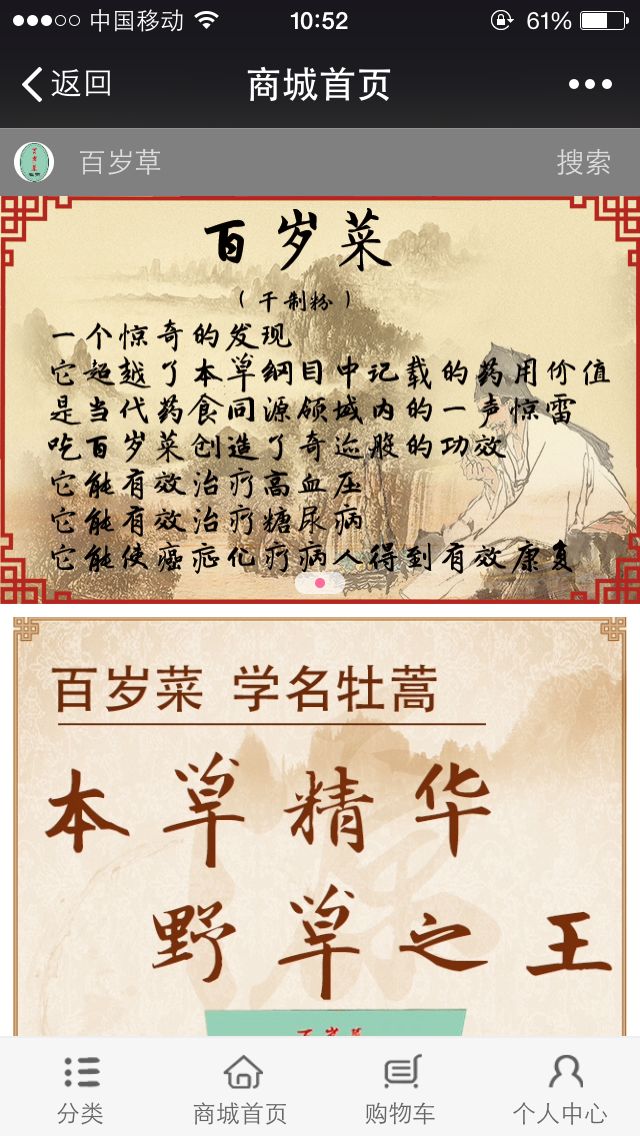 中国移动 10:52 61%
返回 商城首页
百岁草 搜索
百岁菜
（干制粉）
一个惊奇的发现
它超越了本草纲目中记载的药用价值
是当代药食同源领域内的一声惊雷
吃百岁菜创造了奇迹般的功效
它能有效治疗高血压
它能有效治疗糖尿病
它能使癌症化疗病人得到有效康复
百岁菜 学名牡蒿
本草精华
野草之王
分类 商城首页 购物车 个人中心